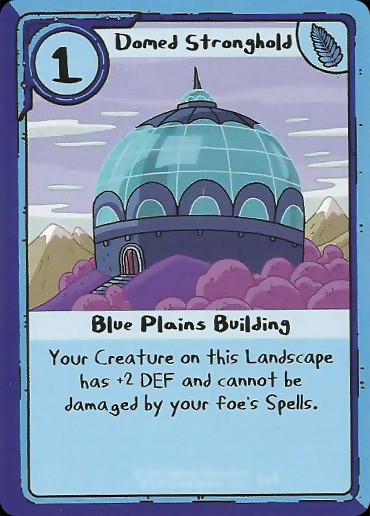 1
Domed Stronghold
Blue Plains Building
Your Creature on this Landscape
has +2 DEF and cannot be
damaged by your foe's Spells.